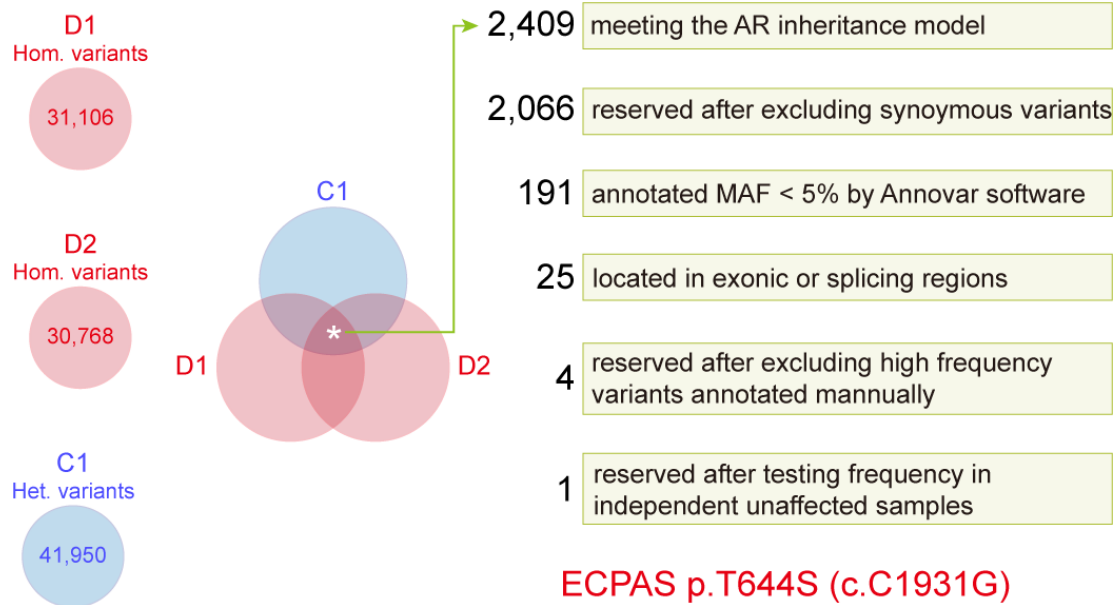 D1
Hom. variants
31,106
D2
Hom. variants
30,768
C1
Het. variants
41,950
C1
*
D1
D2
2,409 meeting the AR inheritance model
2,066 reserved after excluding synoymous variants
191 annotated MAF < 5% by Annovar software
25 located in exonic or splicing regions
4 reserved after excluding high frequency
variants annotated mannually
1 reserved after testing frequency in
independent unaffected samples
ECPAS p.T644S (c.C1931G)